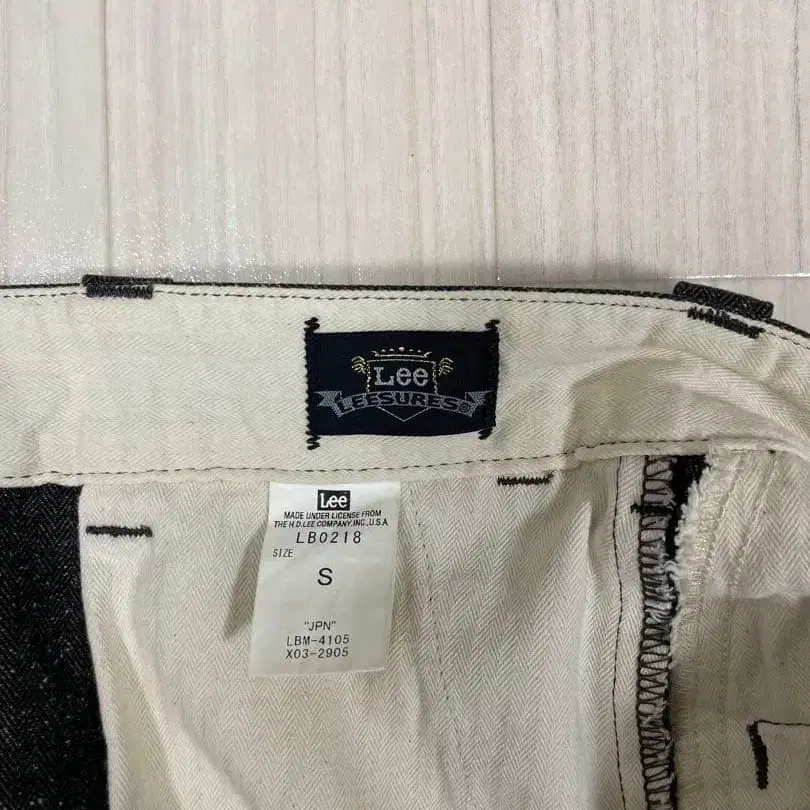 Lee
LEESURES®
Lee
MADE UNDER LICENSE FROM
THE H.D.LEE COMPANY,INC.,U.S.A.
LB0218
SIZE
S
"JPN"
LBM-4105
X03-2905